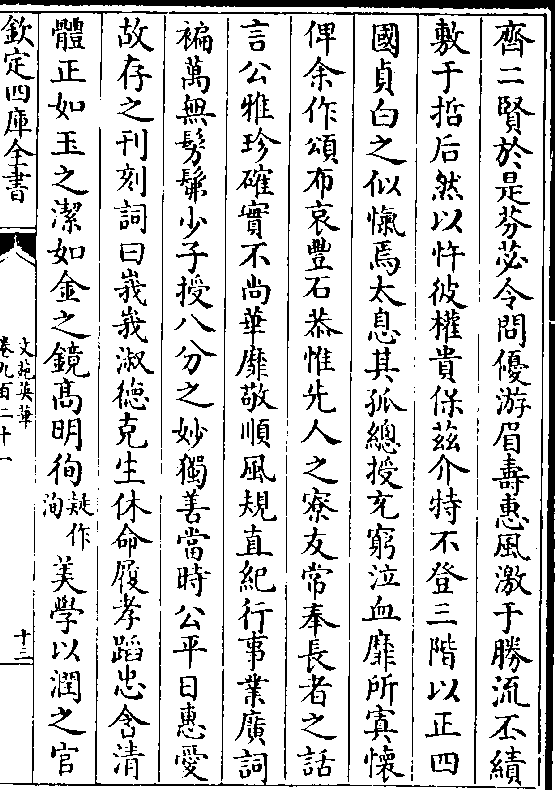 齊二賢於是芬苾令問優游眉壽惠風激于勝流丕績
敷于哲后然以忤彼權貴保茲介特不登三階以正四
國貞白之似愾焉太息其孤總授充窮泣血靡所寘懷
俾余作頌布哀豐石恭惟先人之寮友常奉長者之話
言公雅珍確實不尚華靡敬順風規直紀行事業廣詞
褊萬無髣髴少子授八分之妙獨善當時公平日惠愛
故存之刊刻詞曰峩峩淑德克生休命履孝蹈忠含清
體正如玉之潔如金之鏡髙明徇疑作洵美學以潤之官
欽定四庫全書
文苑英華
卷九百二十一
十三